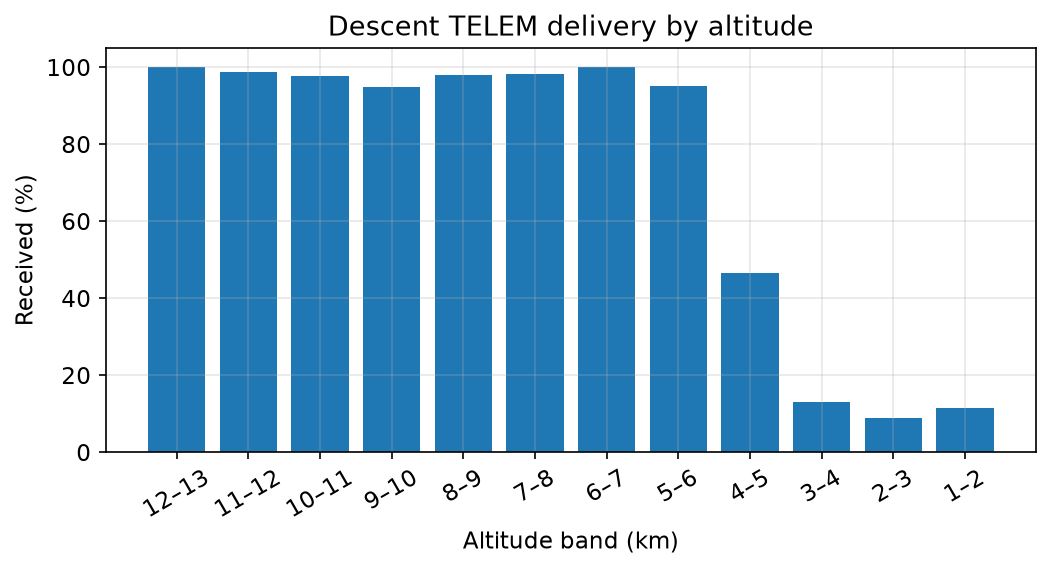 Descent TELEM delivery by altitude
Received (%)
100
80
60
40
20
0
12–13 11–12 10–11 9–10 8–9 7–8 6–7 5–6 4–5 3–4 2–3 1–2
Altitude band (km)